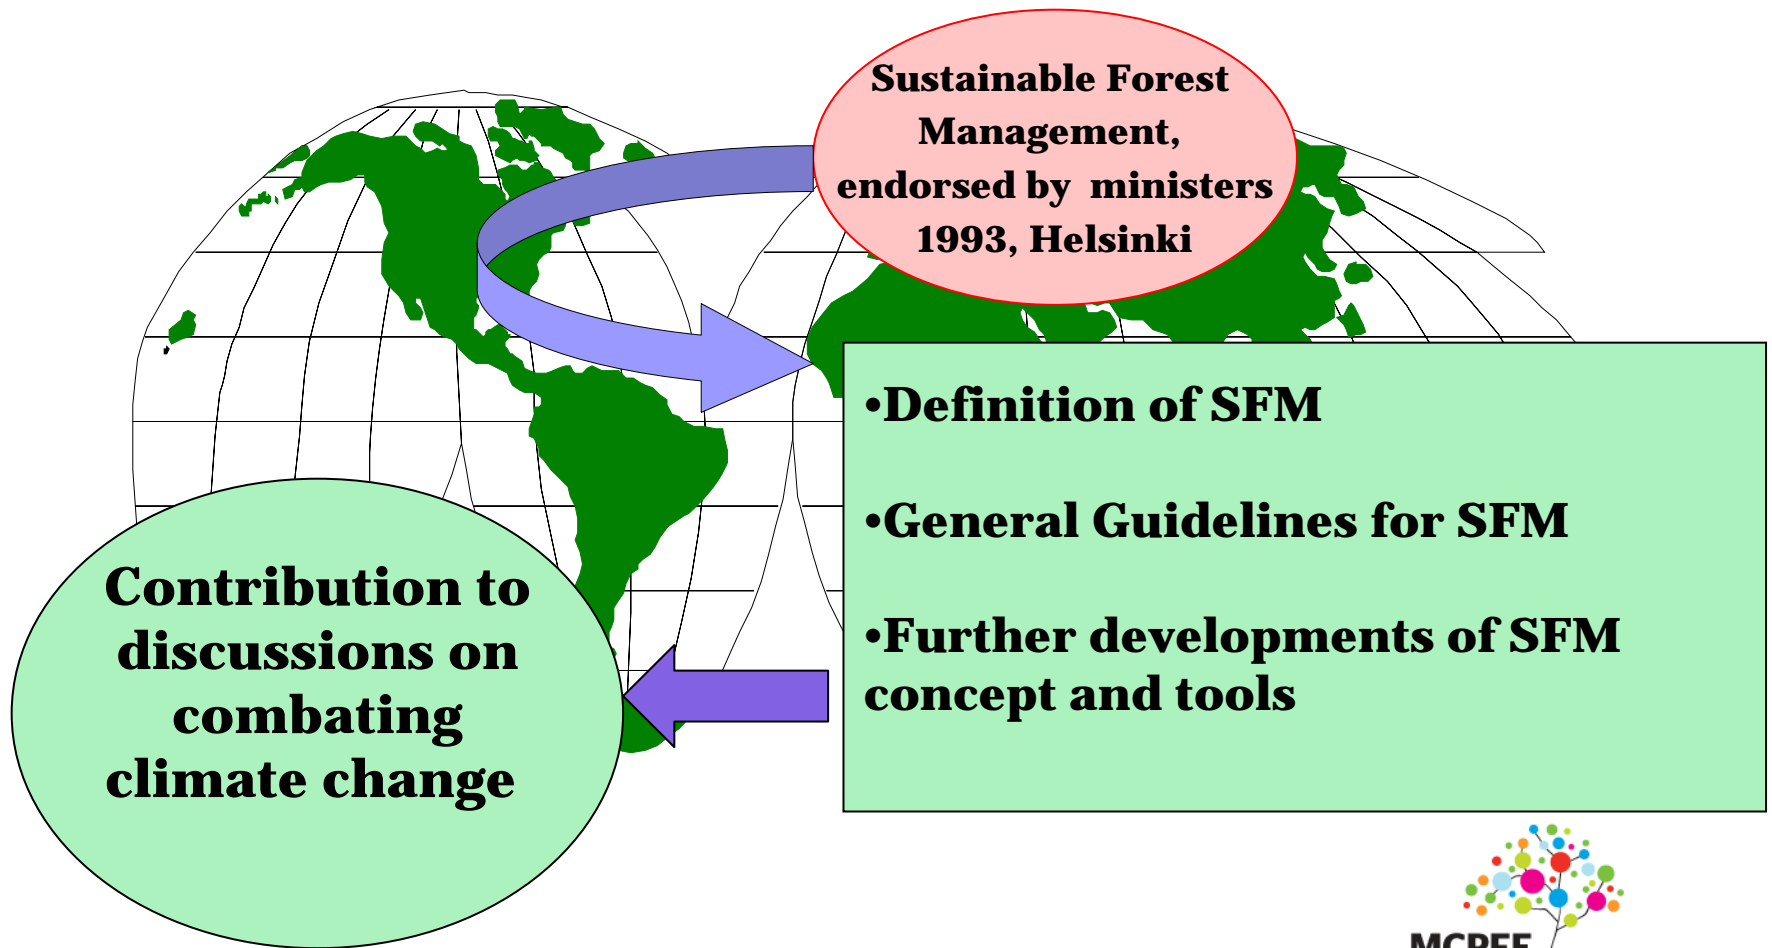 Sustainable Forest
Management,
endorsed by ministers
1993, Helsinki
•Definition of SFM
•General Guidelines for SFM
•Further developments of SFM
concept and tools
Contribution to
discussions on
combating
climate change
MCPFE